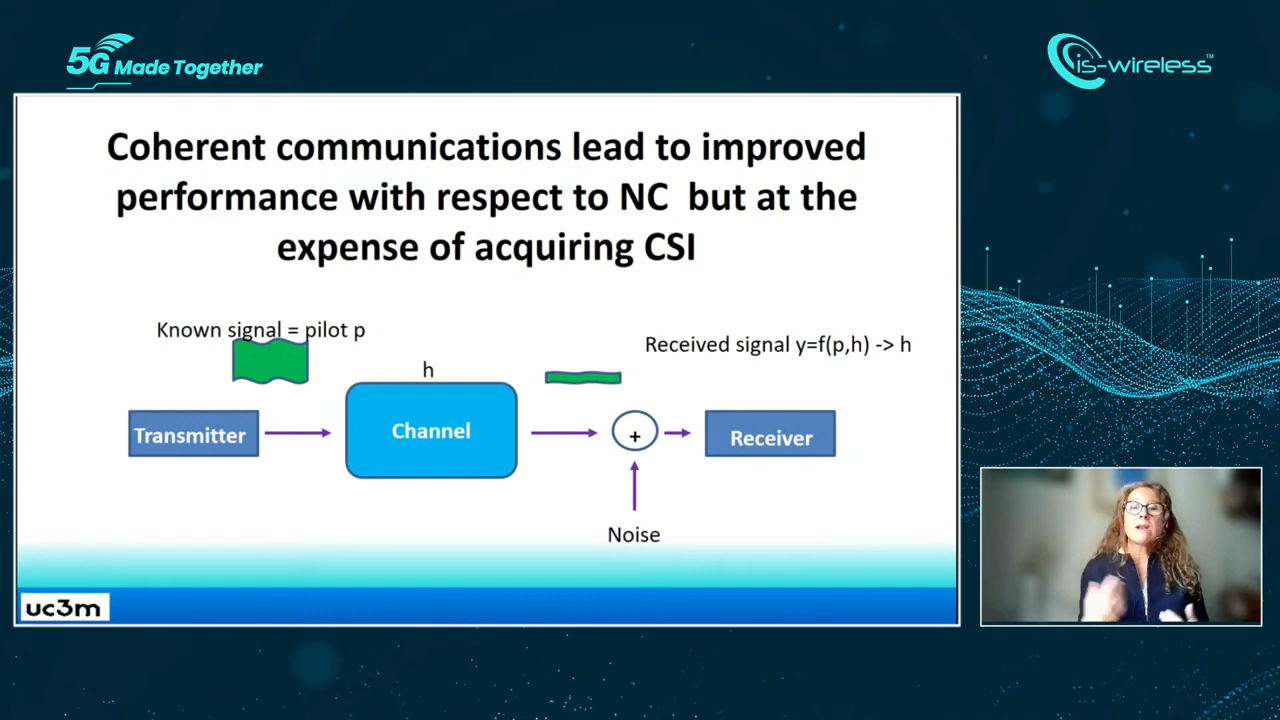 5G Made Together
is-wireless™
Coherent communications lead to improved
performance with respect to NC but at the
expense of acquiring CSI
Known signal = pilot p
Received signal y=f(p,h) -> h
h
Transmitter
Channel
+
Receiver
Noise
uc3m